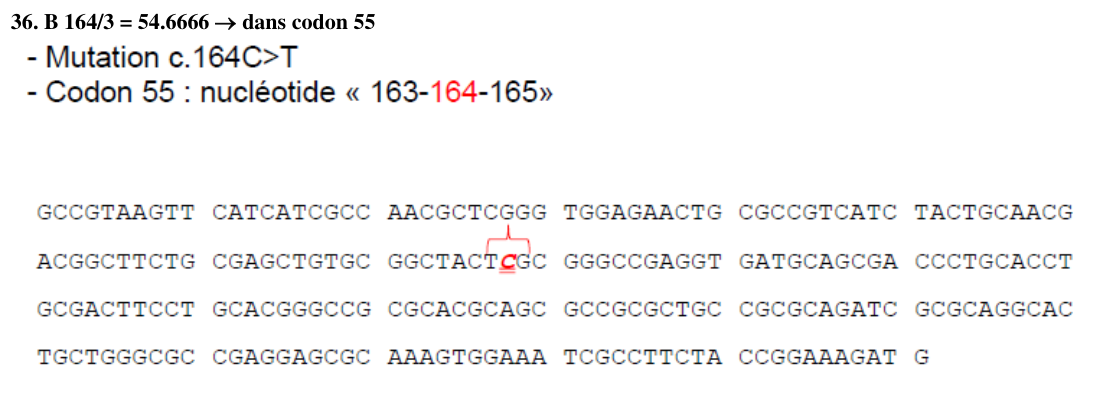 36. B 164/3 = 54.6666 → dans codon 55
- Mutation c.164C>T
- Codon 55 : nucléotide « 163-164-165»
GCCGTAAGTT CATCATCGCC AACGCTCGGG TGGAGAACTG CGCCGTCATC TACTGCAACG
ACGGCTTCTG CGAGCTGTGC GGCTACTCGC GGGCCGAGGT GATGCAGCGA CCCTGCACCT
GCGACTTCCT GCACGGGCCG CGCACGCAGC GCCGCGCTGC CGCGCAGATC GCGCAGGCAC
TGCTGGGCGC CGAGGAGCGC AAAGTGGAAA TCGCCTTCTA CCGGAAAGAT G